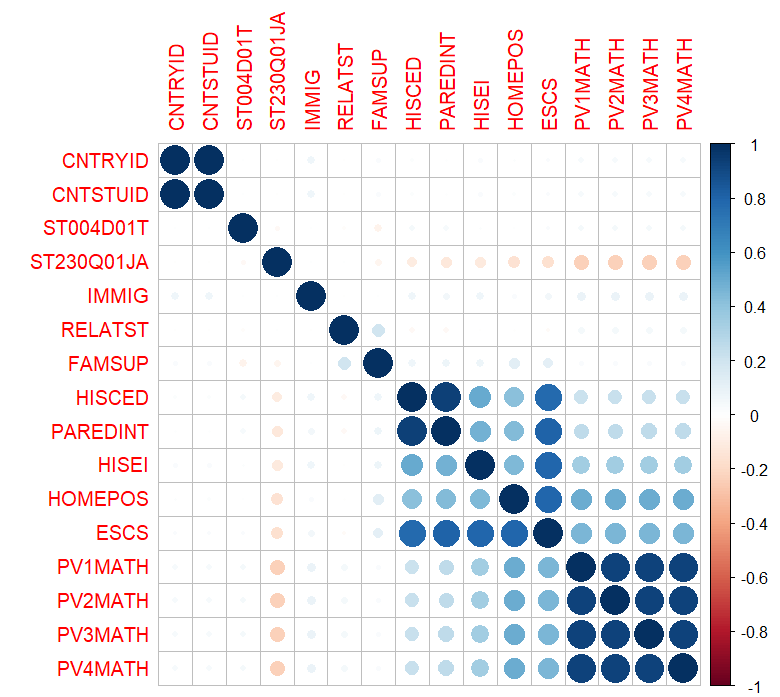 CNTRYID
CNTSTUID
ST004D01T
ST230Q01JA
IMMIG
RELATST
FAMSUP
HISCED
PAREDINT
HISEI
HOMEPOS
ESCS
PV1MATH
PV2MATH
PV3MATH
PV4MATH
CNTRYID
CNTSTUID
ST004D01T
ST230Q01JA
IMMIG
RELATST
FAMSUP
HISCED
PAREDINT
HISEI
HOMEPOS
ESCS
PV1MATH
PV2MATH
PV3MATH
PV4MATH
1
0.8
0.6
0.4
0.2
0
-0.2
-0.4
-0.6
-0.8
-1